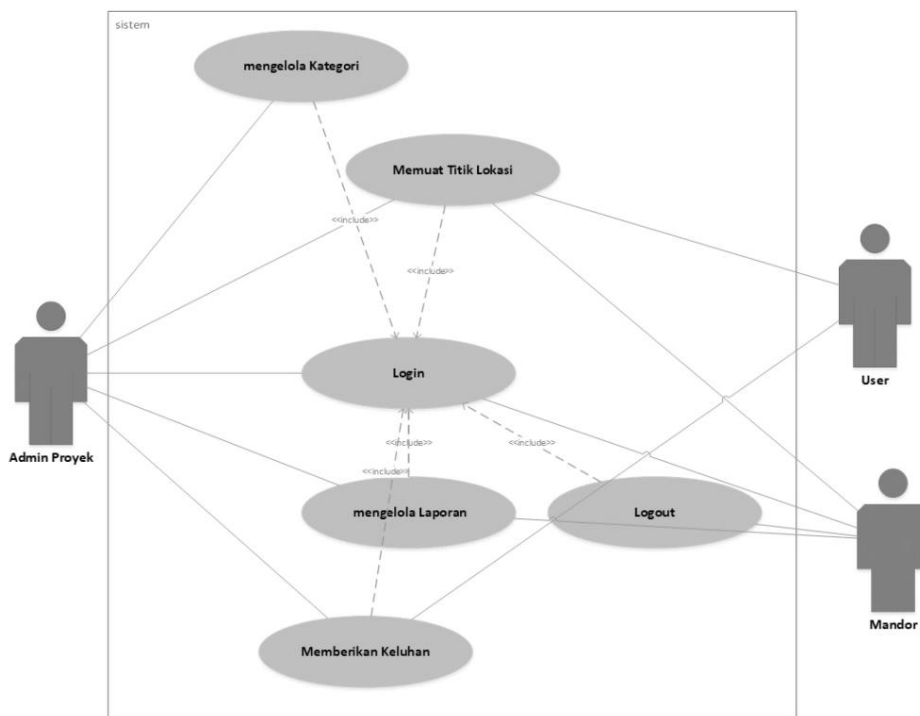 sistem
mengelola Kategori
Memuat Titik Lokasi
<<include>>
<<include>>
Login
User
Admin Proyek
<<include>>
<<include>>
<<include>>
mengelola Laporan
Logout
Mandor
Memberikan Keluhan